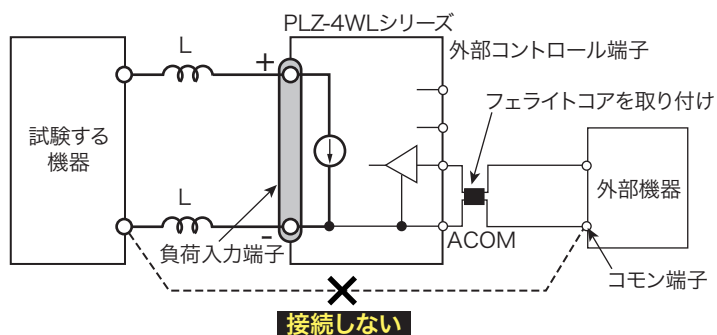 PLZ-4WLシリーズ
L
+
外部コントロール端子
フェライトコアを取り付け
試験する
機器
外部機器
L
-
ACOM
負荷入力端子
コモン端子
接続しない